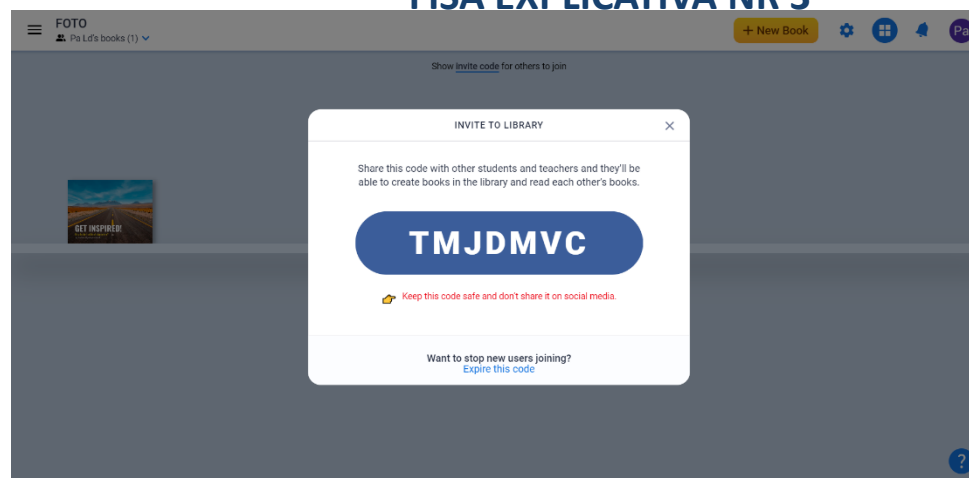 FISA EXPLICATIVA NR 3
FOTO
Pa Ld's books (1)
+ New Book
Pa
Show invite code for others to join
INVITE TO LIBRARY
Share this code with other students and teachers and they'll be
able to create books in the library and read each other's books.
GET INSPIRED!
TMJDMVC
Keep this code safe and don't share it on social media.
Want to stop new users joining?
Expire this code
?